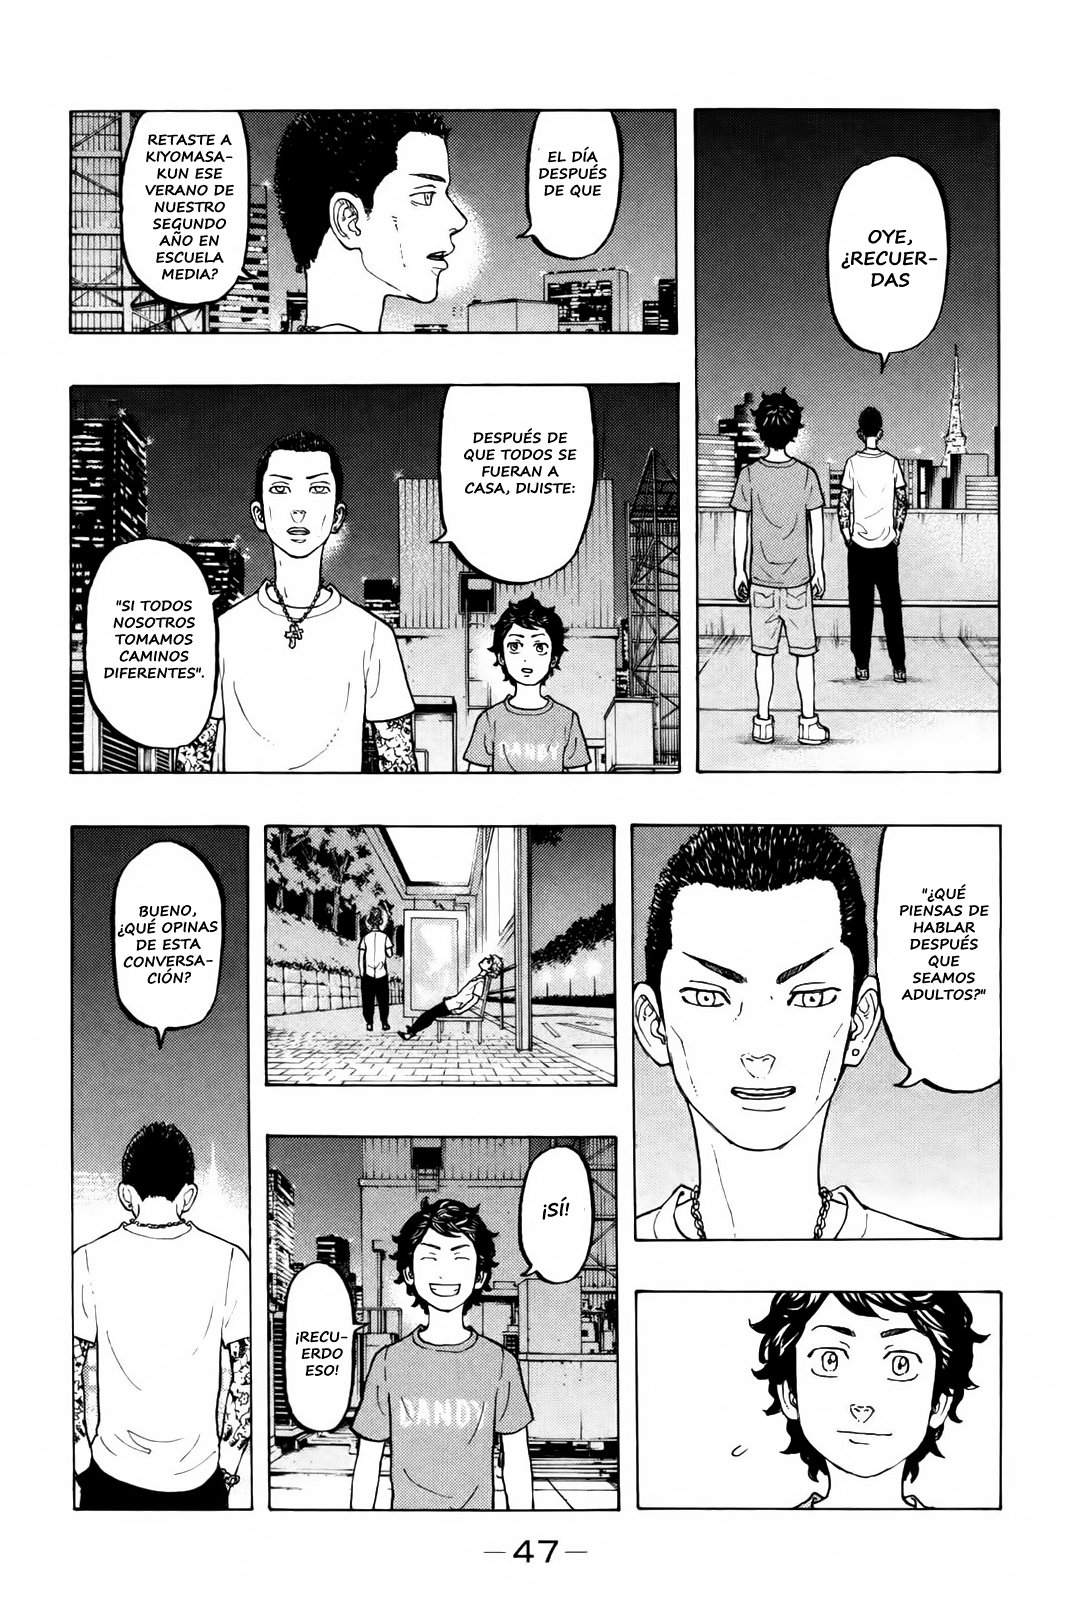 OYE,
¿RECUER-
DAS
EL DÍA
DESPUÉS
DE QUE
RETASTE A
KIYOMASA-
KUN ESE
VERANO DE
NUESTRO
SEGUNDO
AÑO EN
ESCUELA
MEDIA?
DESPUÉS DE
QUE TODOS SE
FUERAN A
CASA, DIJISTE:
DANDY
"SI TODOS
NOSOTROS
TOMAMOS
CAMINOS
DIFERENTES".
"¿QUÉ
PIENSAS DE
HABLAR
DESPUÉS
QUE
SEAMOS
ADULTOS?"
¡SÍ!
¡RECU-
ERDO
ESO!
DANDY
BUENO,
¿QUÉ OPINAS
DE ESTA
CONVERSA-
CIÓN?
—47—